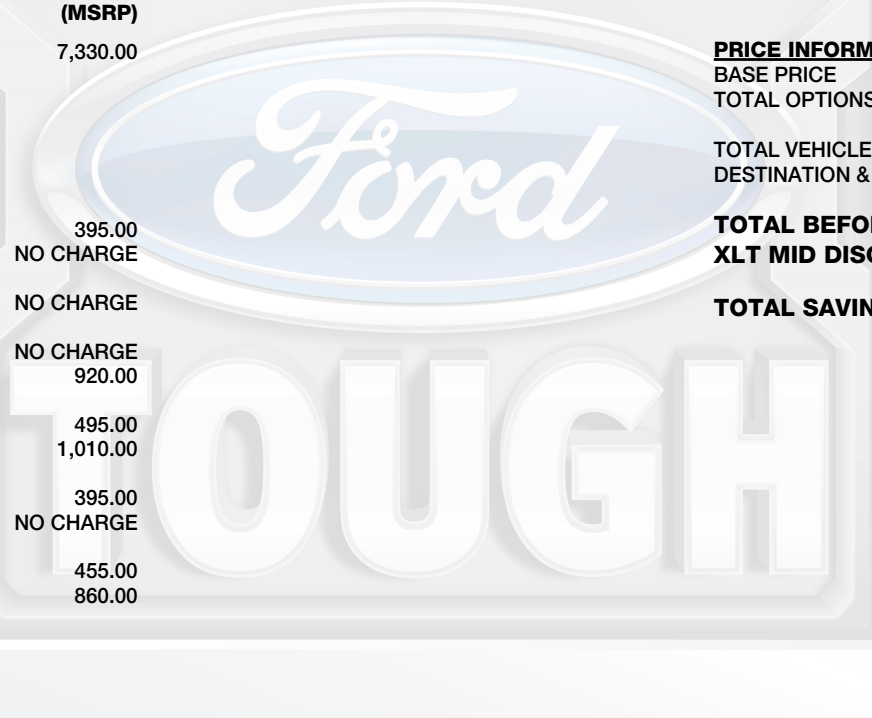 (MSRP)
7,330.00
395.00
NO CHARGE
NO CHARGE
NO CHARGE
920.00
495.00
1,010.00
395.00
NO CHARGE
455.00
860.00
PRICE INFORM
BASE PRICE
TOTAL OPTIONS
TOTAL VEHICLE
DESTINATION &
TOTAL BEFO
XLT MID DISC
TOTAL SAVIN
Ford
TOUGH